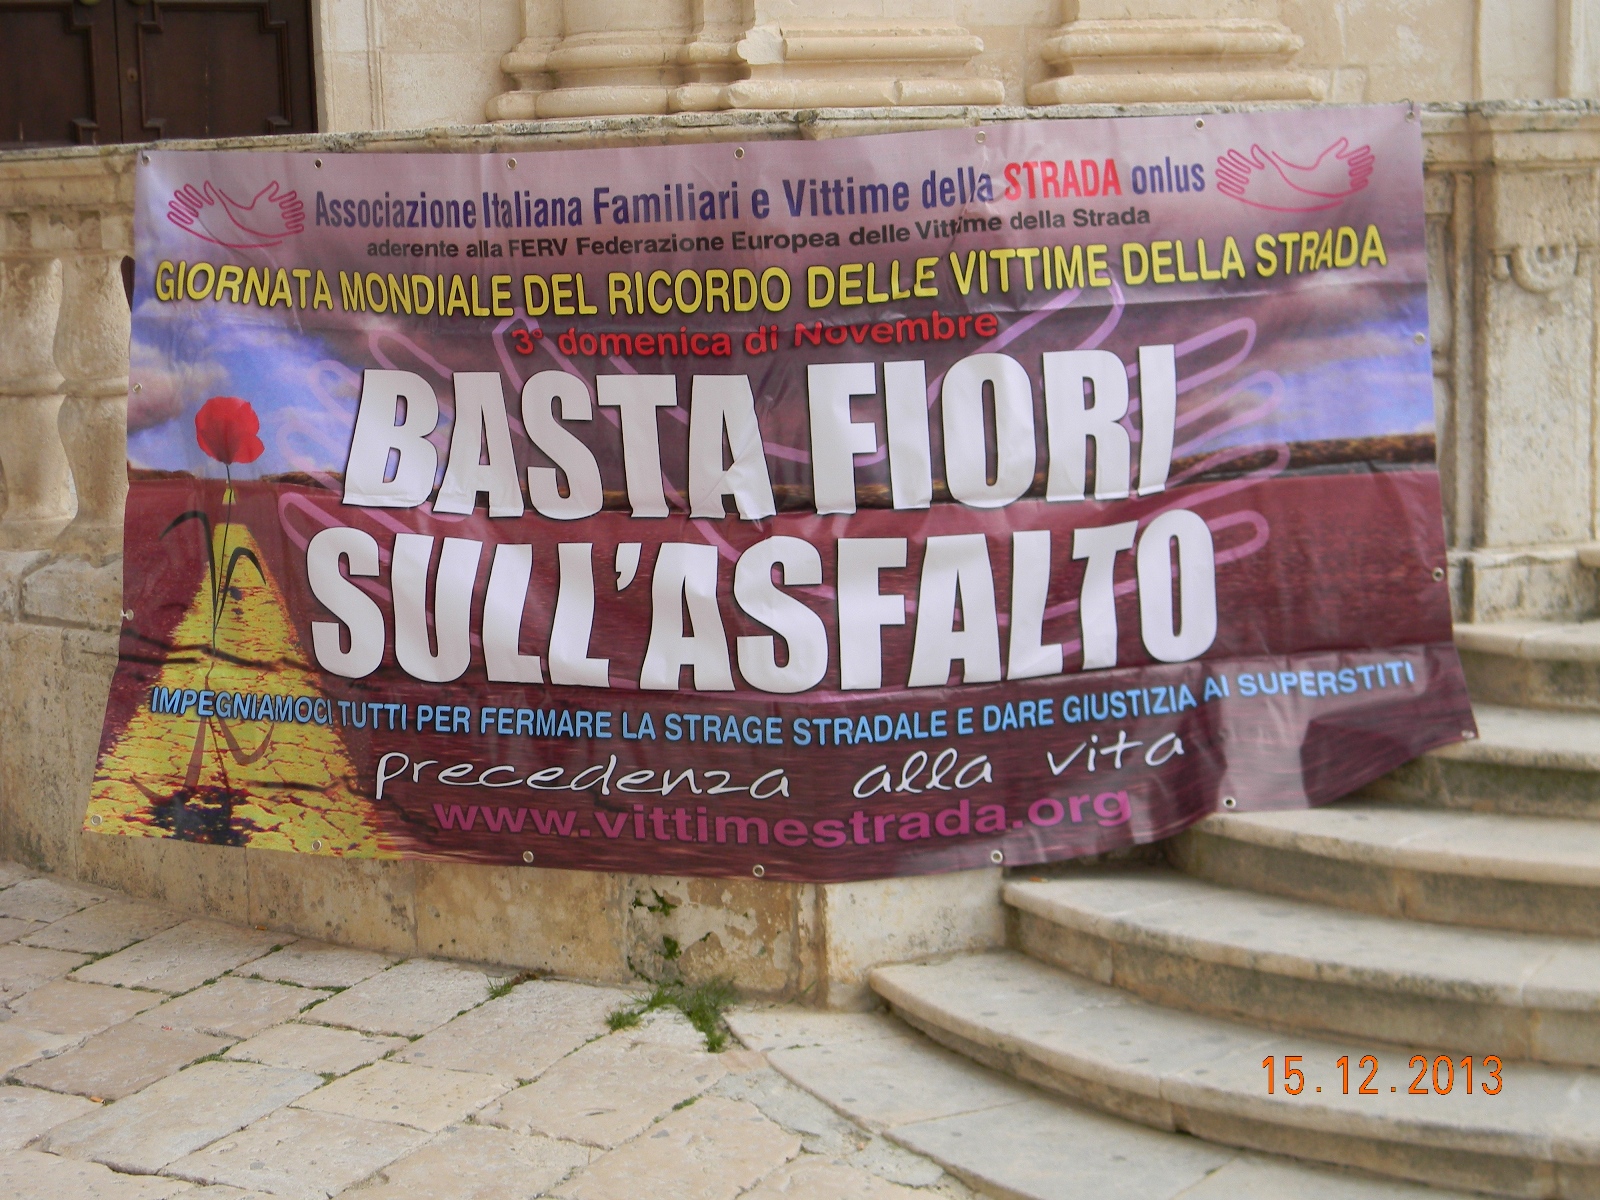 Associazione Italiana Familiari e Vittime della STRADA onlus
aderente alla FERV Federazione Europea delle Vittime della Strada
GIORNATA MONDIALE DEL RICORDO DELLE VITTIME DELLA STRADA
3° domenica di Novembre
BASTA FIORI
SULL'ASFALTO
IMPEGNIAMOCI TUTTI PER FERMARE LA STRAGE STRADALE E DARE GIUSTIZIA AI SUPERSTITI
precedenza alla vita
www.vittimestrada.org
15.12.2013